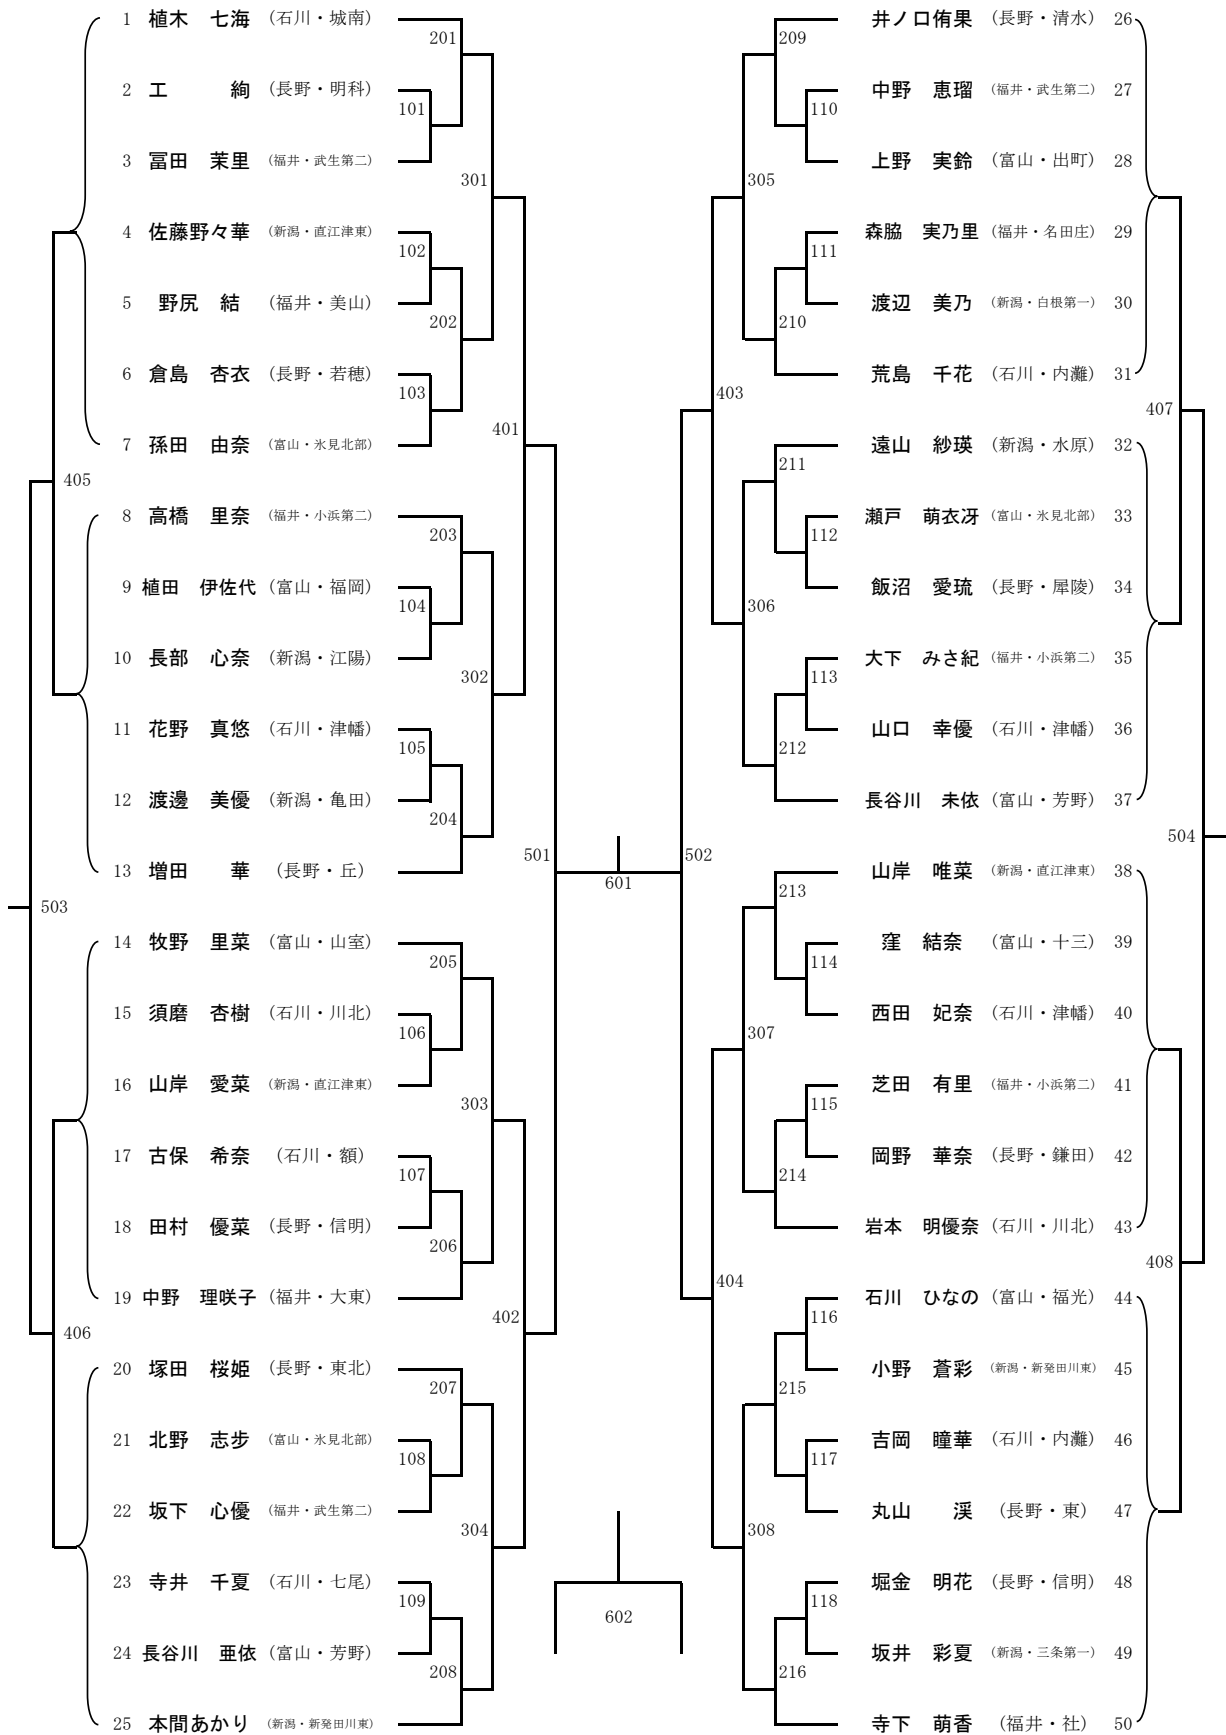 1 植木　七海 (石川・城南)
201
2 工　　　絢 (長野・明科)
101
3 冨田　茉里 (福井・武生第二)
301
4 佐藤野々華 (新潟・直江津東)
102
5 野尻　結 (福井・美山)
202
6 倉島　杏衣 (長野・若穂)
103
7 孫田　由奈 (富山・氷見北部)
401
405
8 高橋　里奈 (福井・小浜第二)
203
9 植田　伊佐代 (富山・福岡)
104
10 長部　心奈 (新潟・江陽)
302
11 花野　真悠 (石川・津幡)
105
12 渡邊　美優 (新潟・亀田)
204
13 増田　　華 (長野・丘)
501
503
14 牧野　里菜 (富山・山室)
205
15 須磨　杏樹 (石川・川北)
106
16 山岸　愛菜 (新潟・直江津東)
303
17 古保　希奈 (石川・額)
107
18 田村　優菜 (長野・信明)
206
19 中野　理咲子 (福井・大東)
402
406
20 塚田　桜姫 (長野・東北)
207
21 北野　志歩 (富山・氷見北部)
108
22 坂下　心優 (福井・武生第二)
304
23 寺井　千夏 (石川・七尾)
109
24 長谷川　亜依 (富山・芳野)
208
25 本間あかり (新潟・新発田川東)
601
602
井ノ口侑果 (長野・清水) 26
209
中野　恵瑠 (福井・武生第二) 27
110
上野　実鈴 (富山・出町) 28
305
森脇　実乃里 (福井・名田庄) 29
111
渡辺　美乃 (新潟・白根第一) 30
210
荒島　千花 (石川・内灘) 31
403
407
遠山　紗瑛 (新潟・水原) 32
211
瀬戸　萌衣冴 (富山・氷見北部) 33
112
飯沼　愛琉 (長野・犀陵) 34
306
大下　みさ紀 (福井・小浜第二) 35
113
山口　幸優 (石川・津幡) 36
212
長谷川　未依 (富山・芳野) 37
502
504
山岸　唯菜 (新潟・直江津東) 38
213
窪　結奈 (富山・十三) 39
114
西田　妃奈 (石川・津幡) 40
307
芝田　有里 (福井・小浜第二) 41
115
岡野　華奈 (長野・鎌田) 42
214
岩本　明優奈 (石川・川北) 43
404
408
石川　ひなの (富山・福光) 44
116
小野　蒼彩 (新潟・新発田川東) 45
215
吉岡　瞳華 (石川・内灘) 46
117
丸山　　渓 (長野・東) 47
308
堀金　明花 (長野・信明) 48
118
坂井　彩夏 (新潟・三条第一) 49
216
寺下　萌香 (福井・社) 50